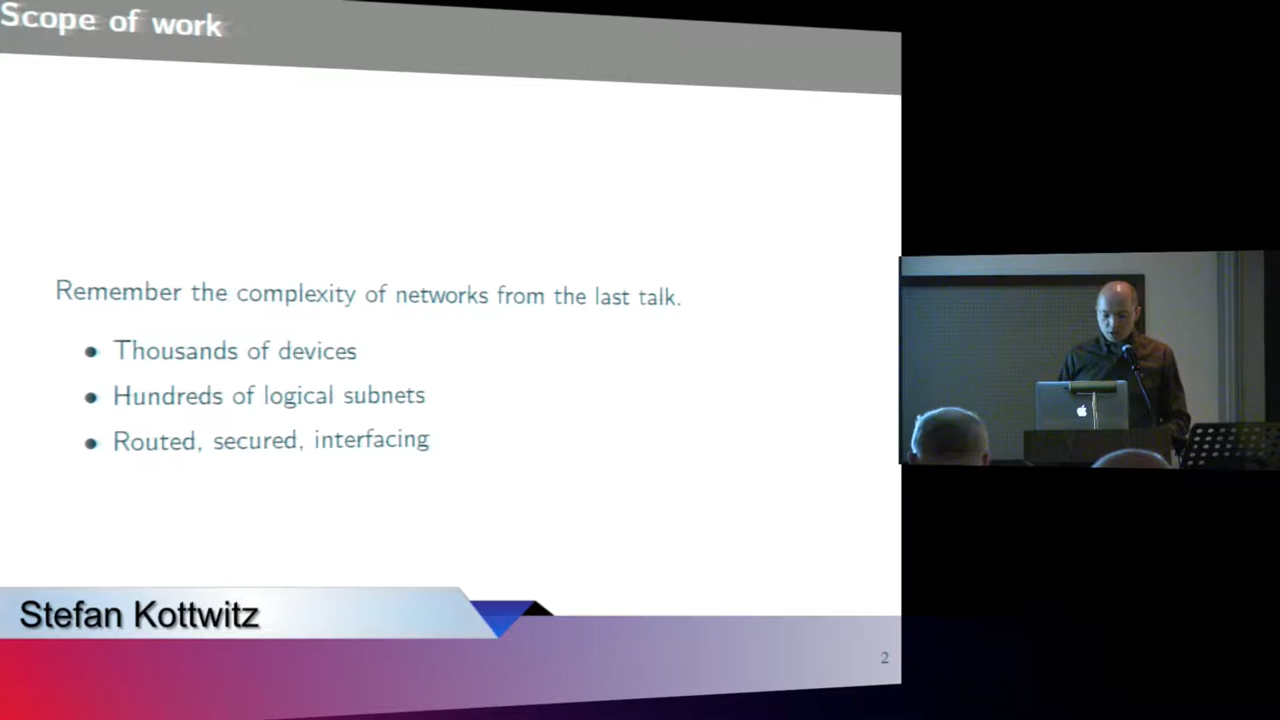 Scope of work
Remember the complexity of networks from the last talk.
Thousands of devices
Hundreds of logical subnets
Routed, secured, interfacing
Stefan Kottwitz
2